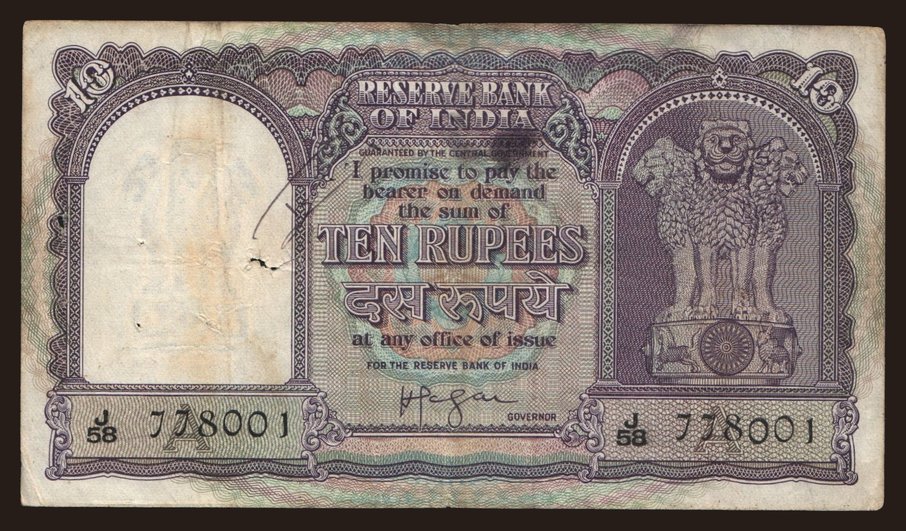 10 10
RESERVE BANK
OF INDIA
GUARANTEED BY THE CENTRAL GOVERNMENT
I promise to pay the
bearer on demand
the sum of
TEN RUPEES
दस रूपये
at any office of issue
FOR THE RESERVE BANK OF INDIA
GOVERNOR
J/58 778001
A
J/58 778001
A